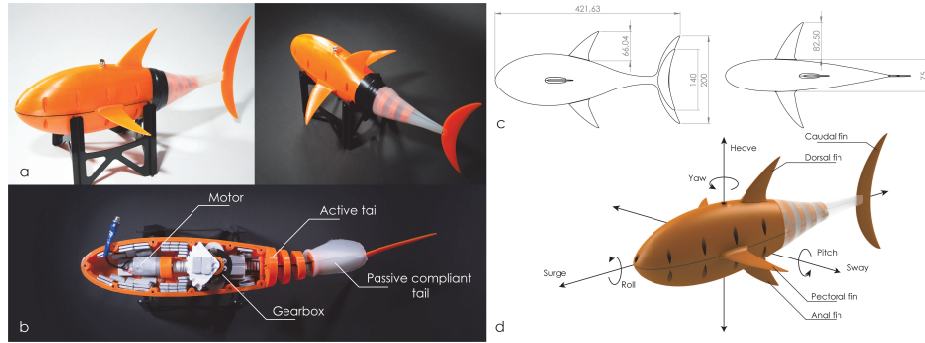 a
Motor
Active tai
Passive compliant
tail
Gearbox
b
421,63
66,04
140
200
82,50
75
c
Caudal fin
Dorsal fin
Hecve
Yaw
Pitch
Sway
Surge
Roll
Pectoral fin
Anal fin
d